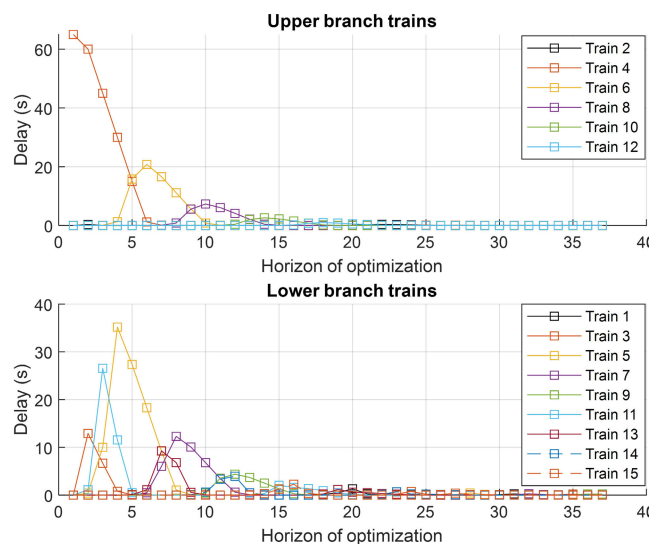 Upper branch trains
60
40
20
0
Delay (s)
0 5 10 15 20 25 30 35 40
Horizon of optimization
Train 2
Train 4
Train 6
Train 8
Train 10
Train 12
Lower branch trains
40
30
20
10
0
Delay (s)
0 5 10 15 20 25 30 35 40
Horizon of optimization
Train 1
Train 3
Train 5
Train 7
Train 9
Train 11
Train 13
Train 14
Train 15